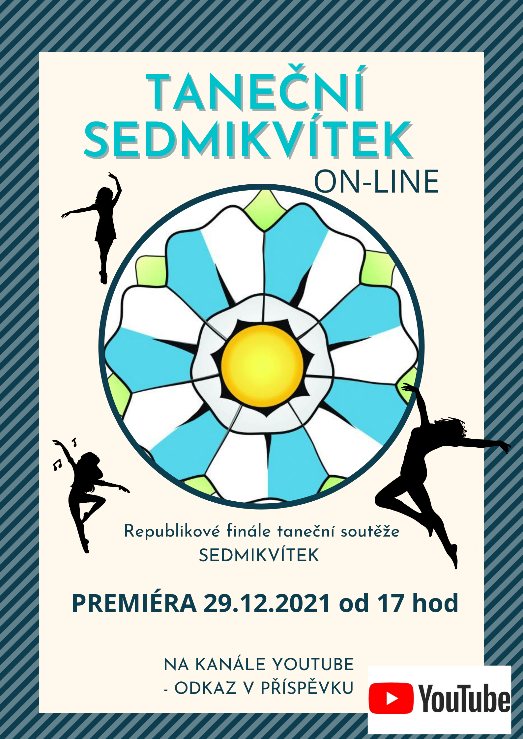 TANEČNÍ
SEDMIKVÍTEK
ON-LINE
Republikové finále taneční soutěže
SEDMIKVÍTEK
PREMIÉRA 29.12.2021 od 17 hod
NA KANÁLE YOUTUBE
- ODKAZ V PŘÍSPĚVKU
YouTube